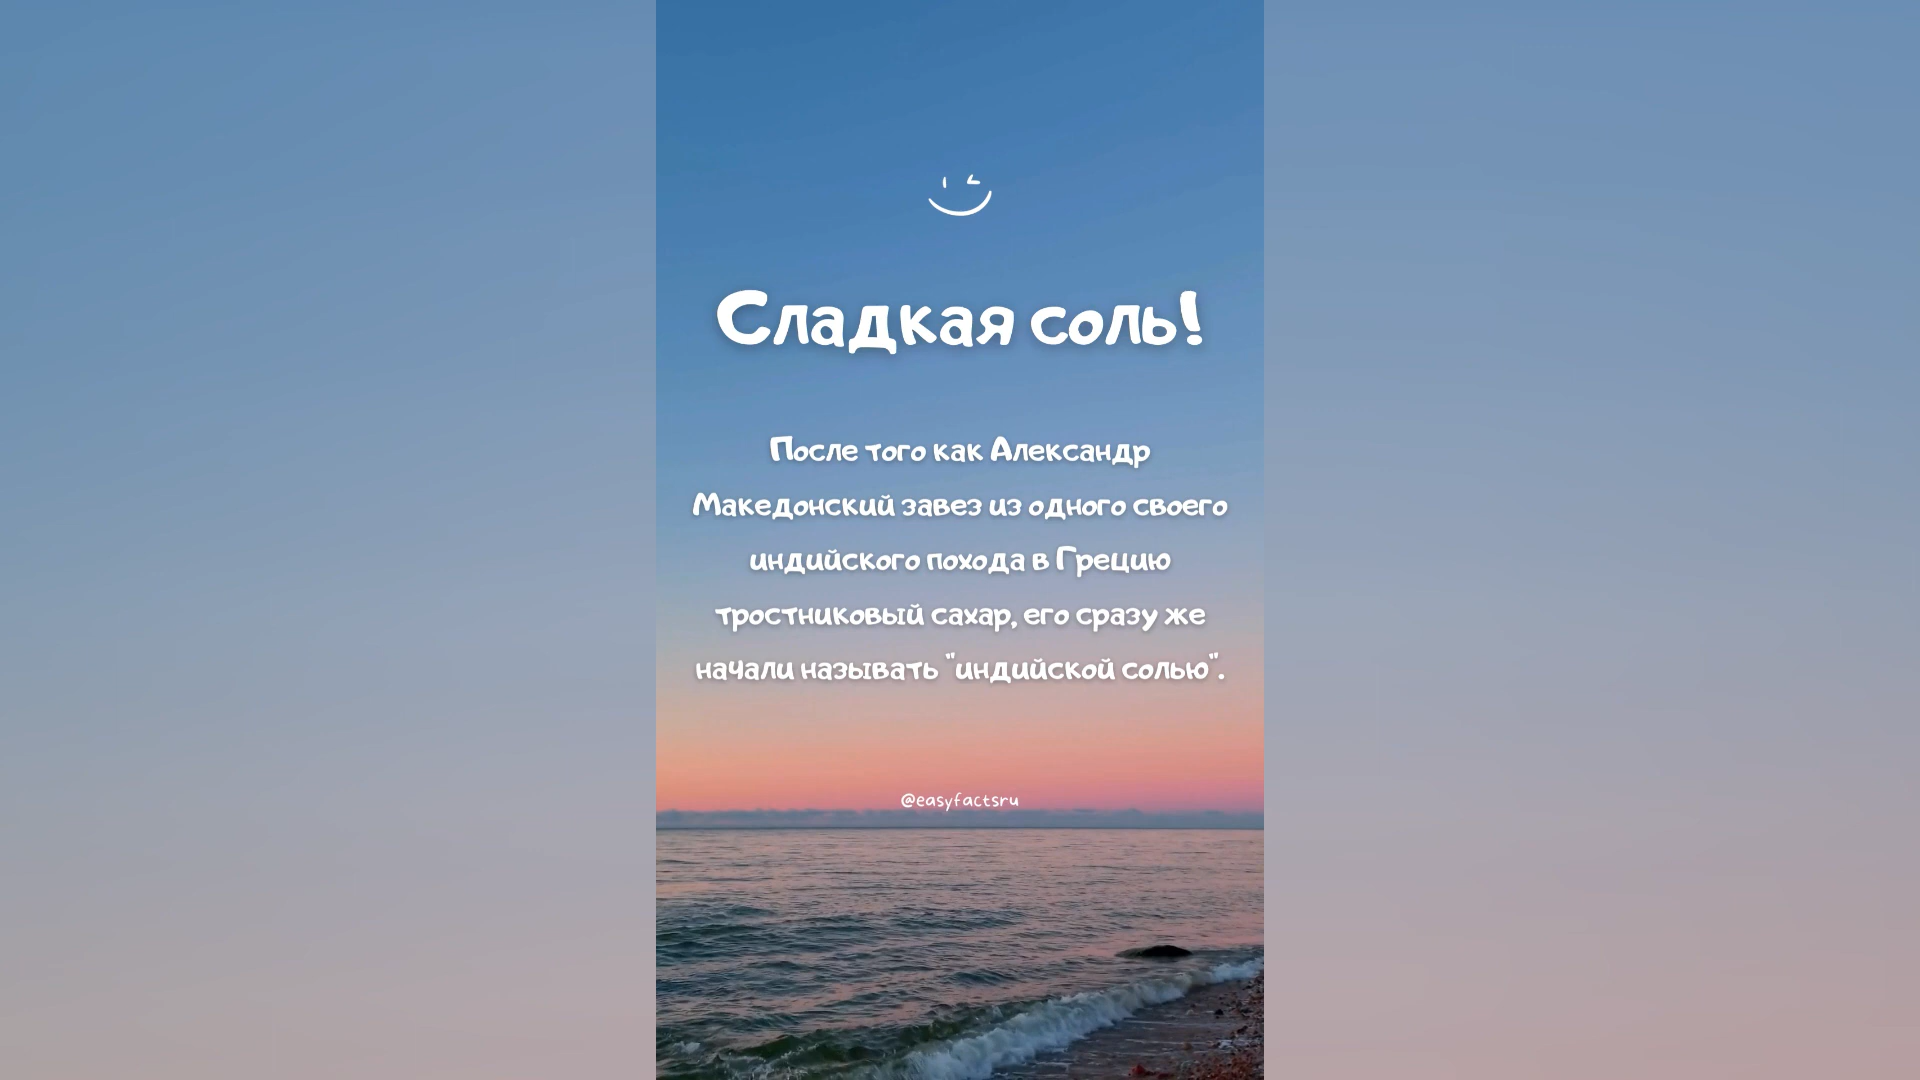 Сладкая соль!
После того как Александр
Македонский завез из одного своего
индийского похода в Грецию
тростниковый сахар, его сразу же
начали называть "индийской солью".
@easyfactsru